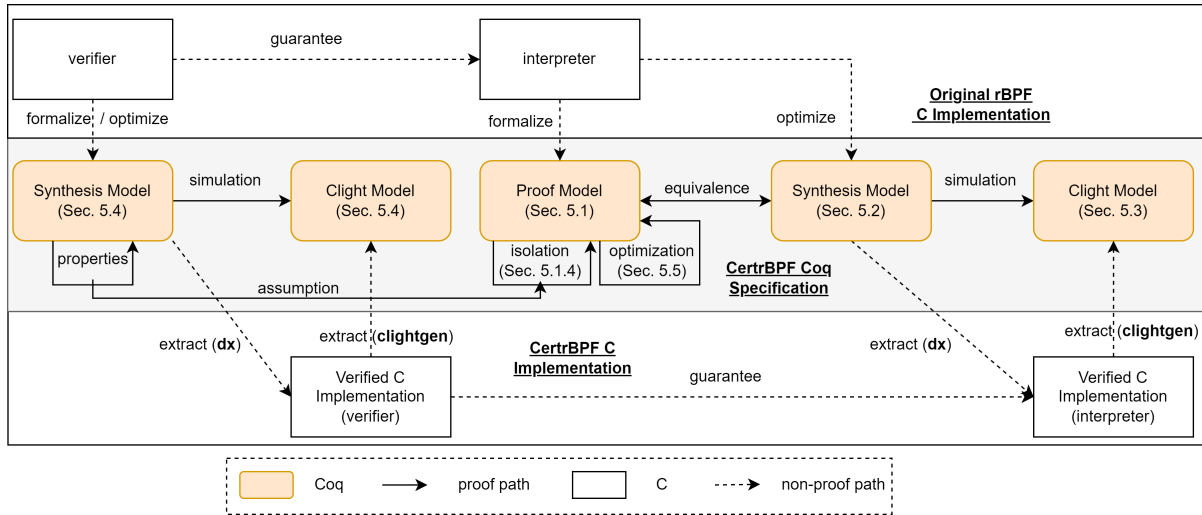 verifier
guarantee
interpreter
formalize / optimize
formalize
optimize
Original rBPF
C Implementation
Synthesis Model
(Sec. 5.4)
simulation
Clight Model
(Sec. 5.4)
Proof Model
(Sec. 5.1)
equivalence
Synthesis Model
(Sec. 5.2)
simulation
Clight Model
(Sec. 5.3)
properties
isolation
(Sec. 5.1.4)
optimization
(Sec. 5.5)
assumption
CertrBPF Coq
Specification
extract (dx)
extract (clightgen)
CertrBPF C
Implementation
extract (dx)
extract (clightgen)
Verified C
Implementation
(verifier)
guarantee
Verified C
Implementation
(interpreter)
Coq
proof path
C
non-proof path